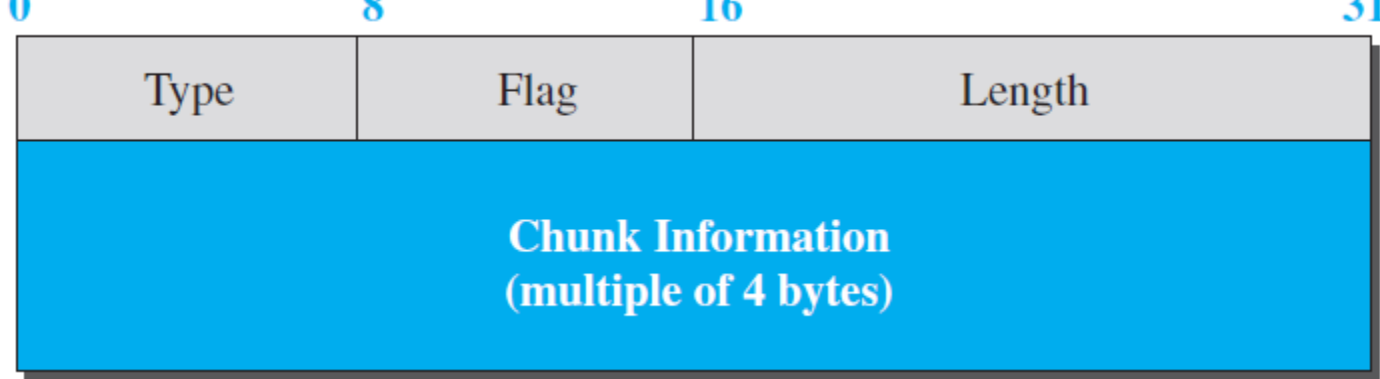 0 8 16 31
Type Flag Length
Chunk Information
(multiple of 4 bytes)